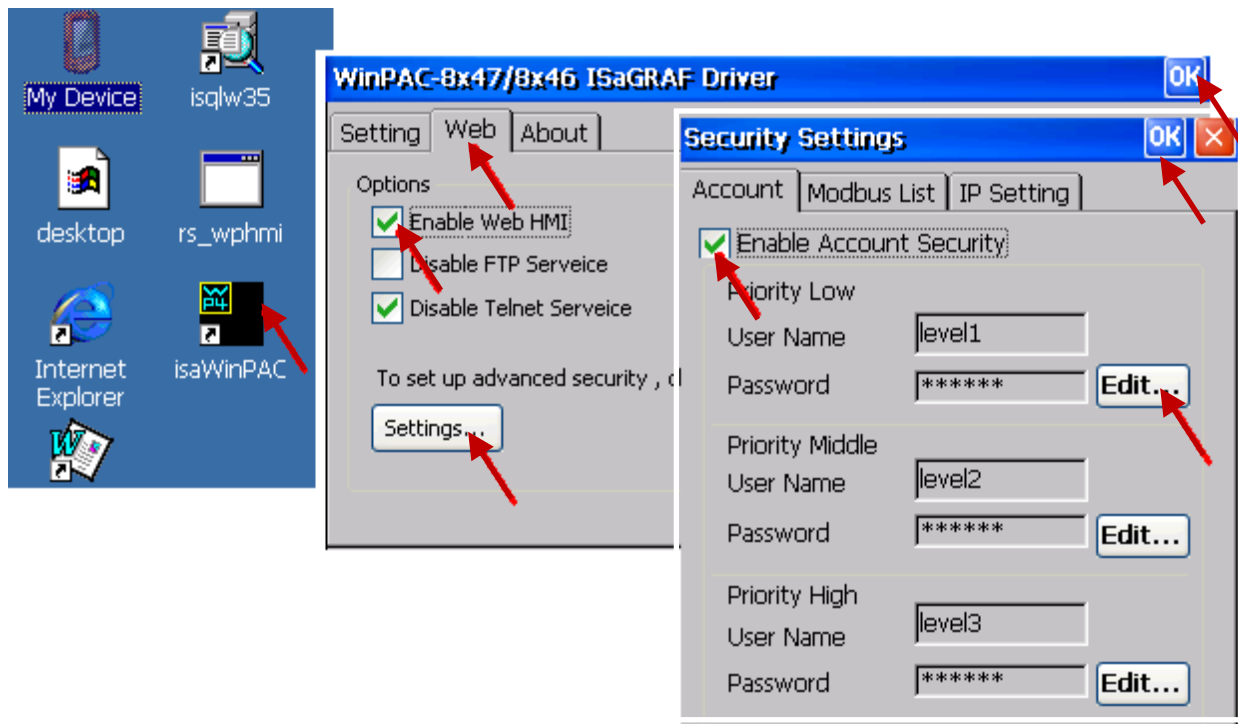 My Device
isqlw35
desktop
rs_wphmi
Internet
Explorer
isaWinPAC
WinPAC-8x47/8x46 ISaGRAF Driver
OK
Setting
Web
About
Options
Enable Web HMI
Disable FTP Serveice
Disable Telnet Serveice
To set up advanced security ,
Settings...
Security Settings
OK
Account
Modbus List
IP Setting
Enable Account Security
Priority Low
User Name
level1
Password
******
Edit...
Priority Middle
User Name
level2
Password
******
Edit...
Priority High
User Name
level3
Password
******
Edit...